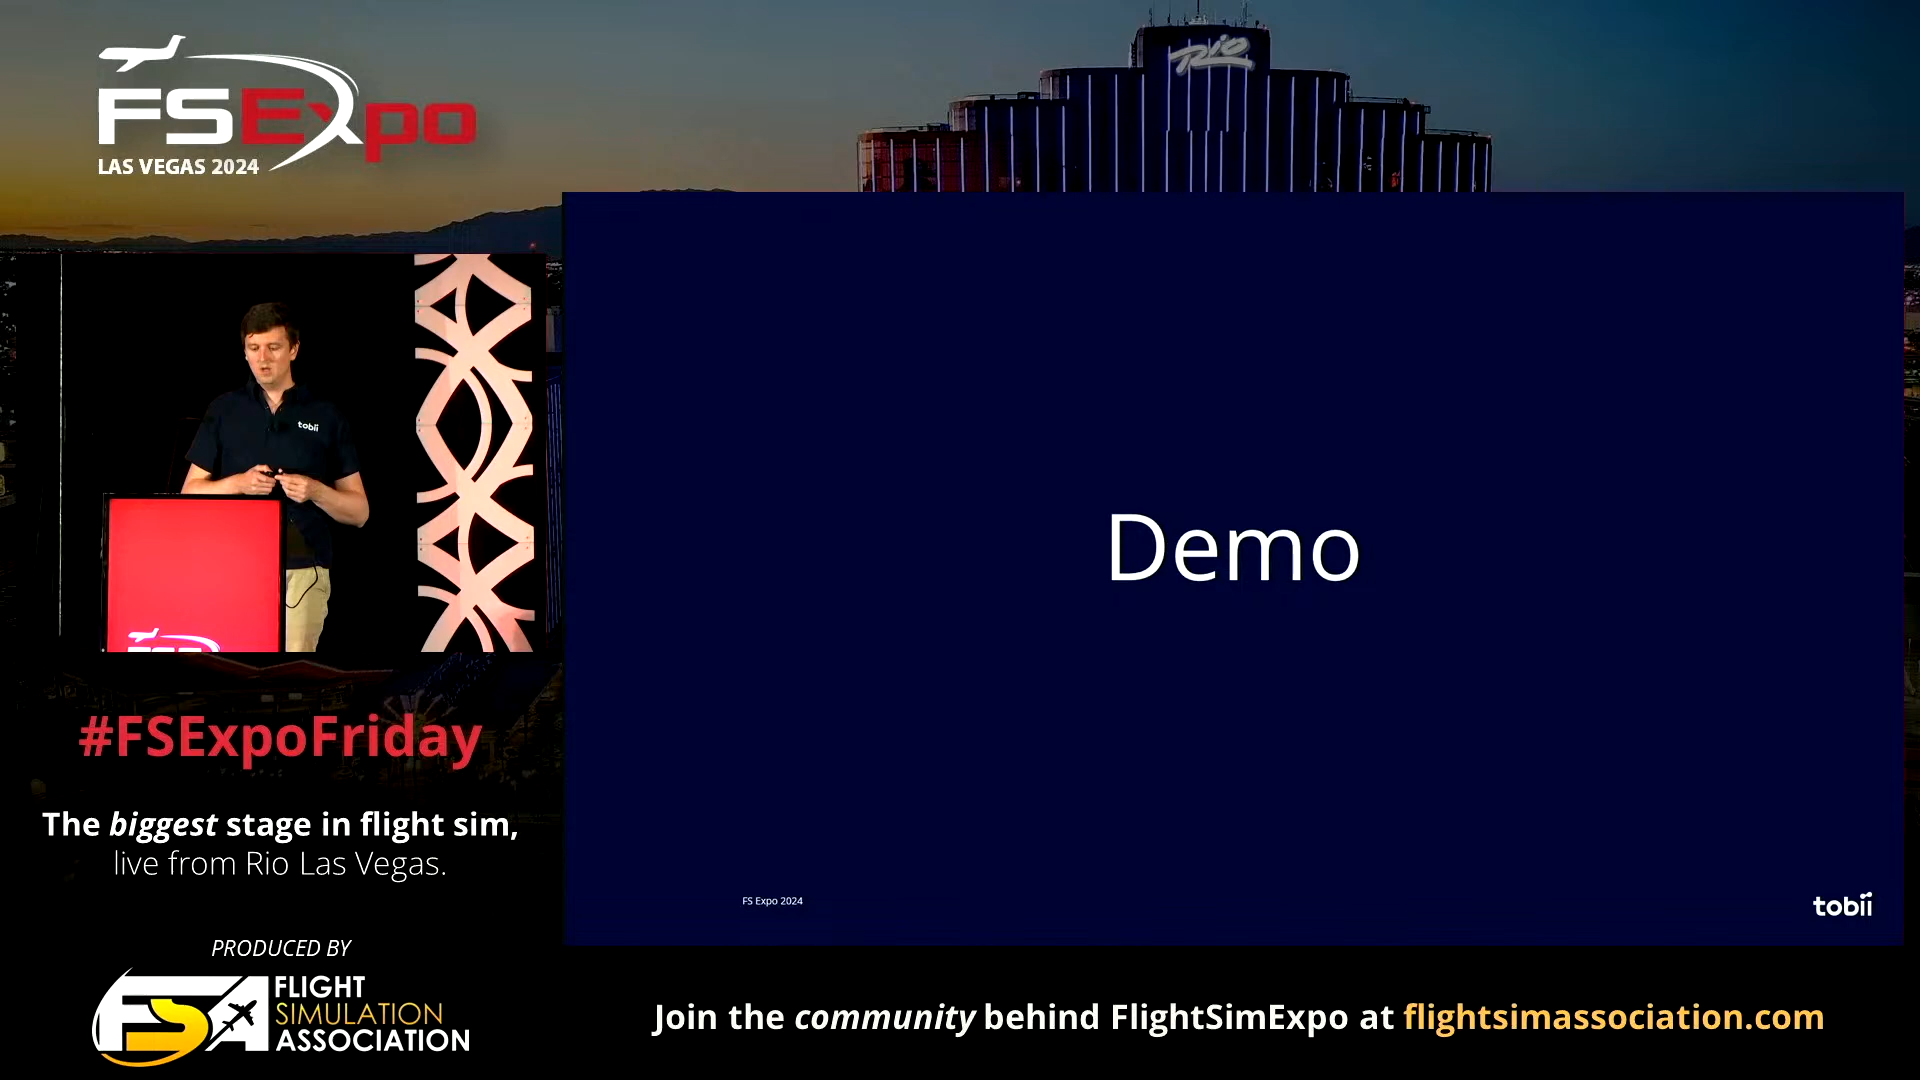 FSExpo
LAS VEGAS 2024
Rio
tobii
#FSExpoFriday
The biggest stage in flight sim,
live from Rio Las Vegas.
PRODUCED BY
FSA
FLIGHT
SIMULATION
ASSOCIATION
Demo
FS Expo 2024
tobii
Join the community behind FlightSimExpo at flightsimassociation.com